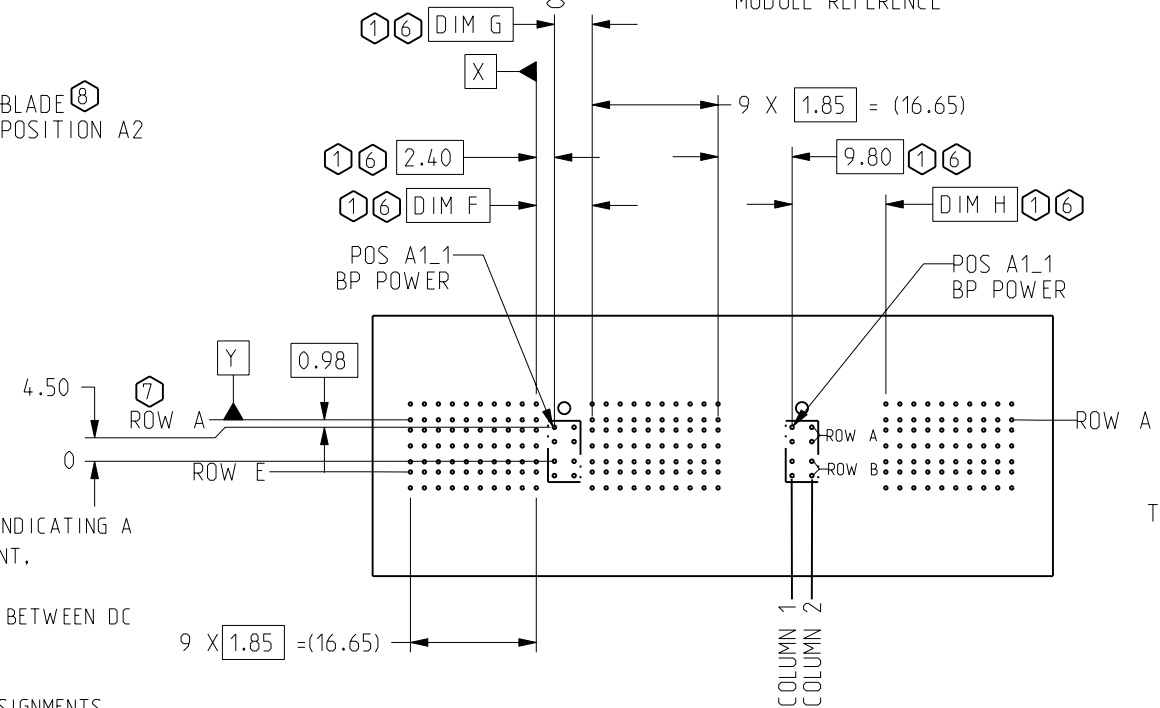 MODULE REFERENCE
1 6 DIM G
X
BLADE 8
POSITION A2
9 X 1.85 = (16.65)
1 6 2.40
9.80 1 6
1 6 DIM F
DIM H 1 6
POS A1_1
BP POWER
POS A1_1
BP POWER
Y
0.98
4.50
7
ROW A
ROW A
ROW A
0
ROW E
ROW B
NDICATING A
NT,
T
BETWEEN DC
9 X 1.85 =(16.65)
COLUMN 1
COLUMN 2
SIGNMENTS